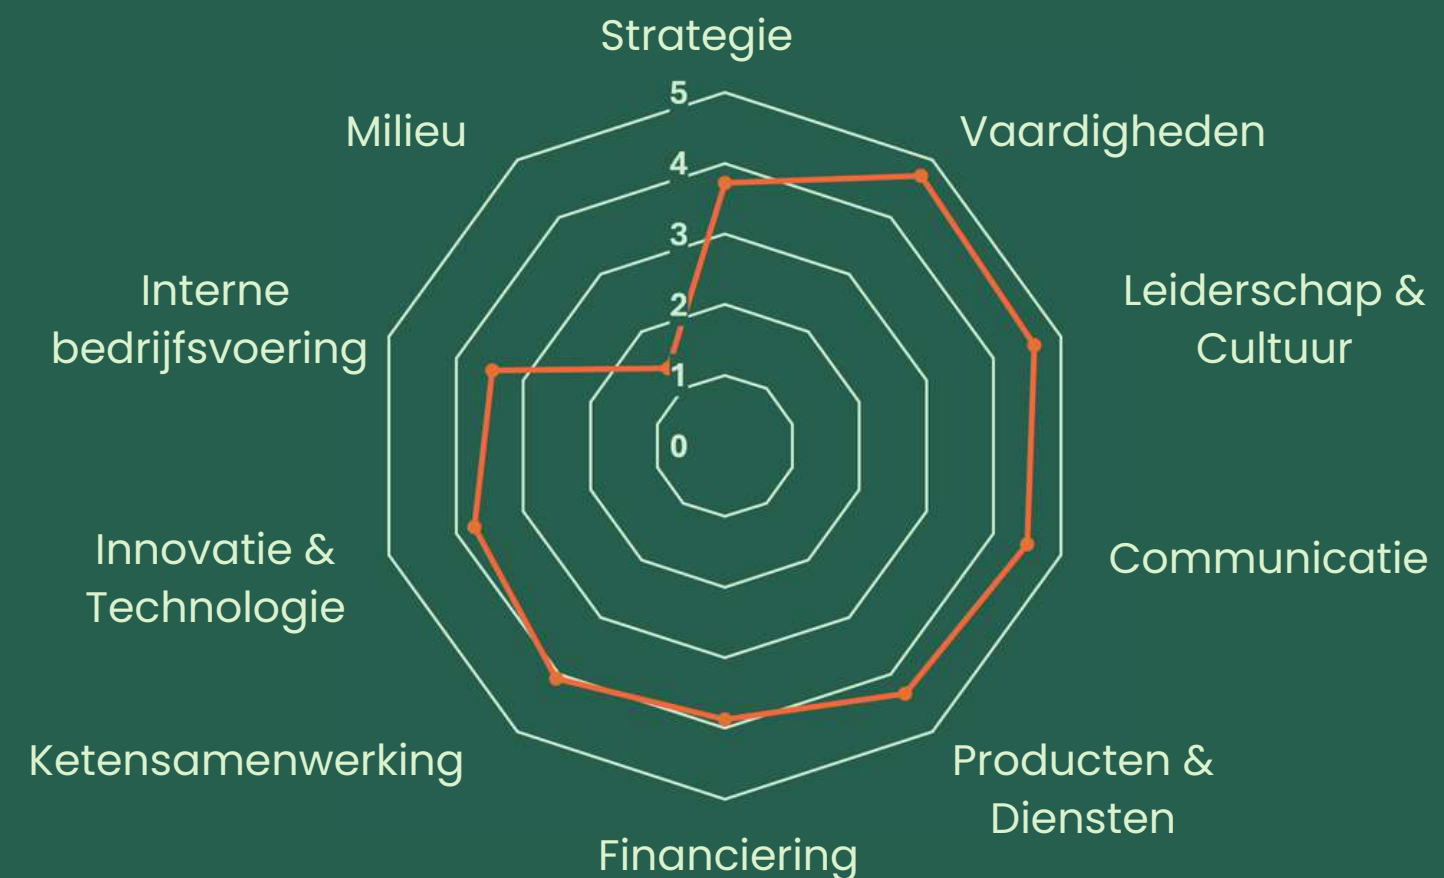 Strategie
Vaardigheden
Leiderschap &
Cultuur
Communicatie
Producten &
Diensten
Financiering
Ketensamenwerking
Innovatie &
Technologie
Interne
bedrijfsvoering
Milieu
5
4
3
2
1
0